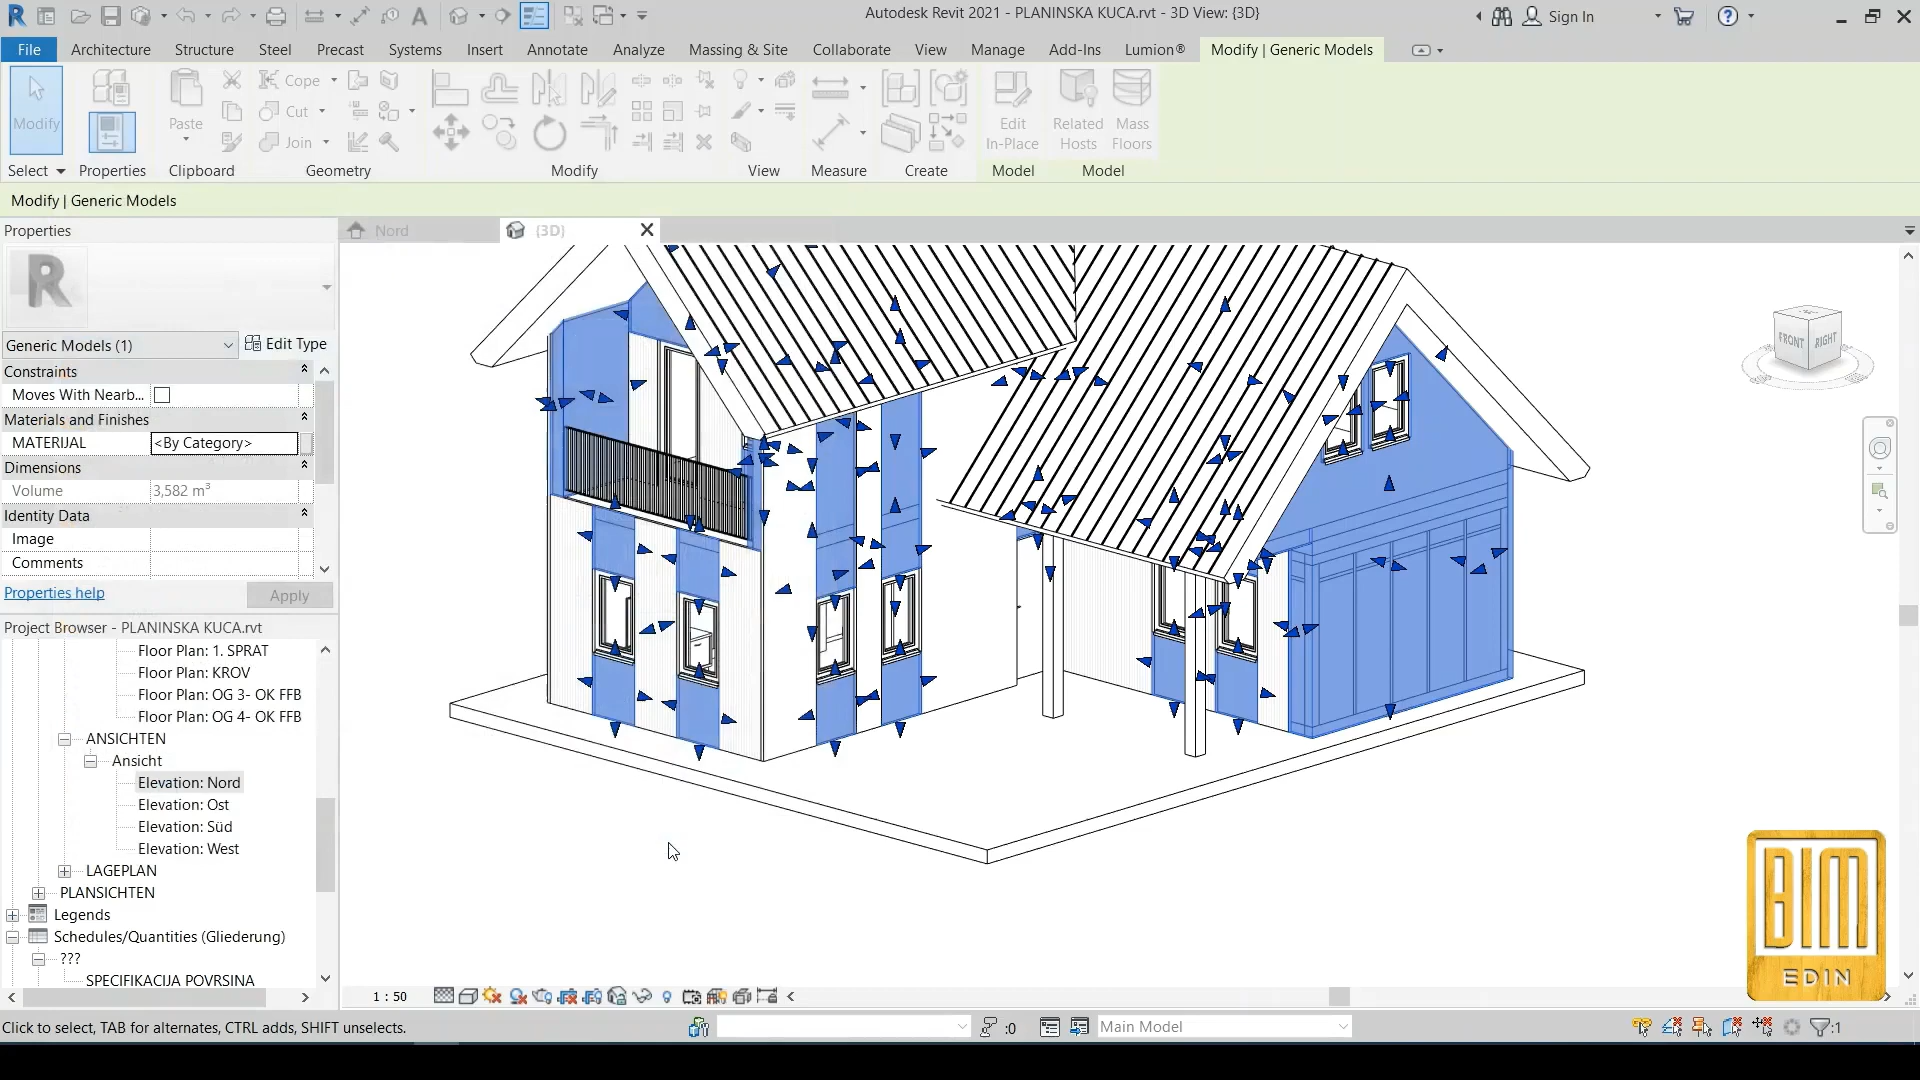 Autodesk Revit 2021 - PLANINSKA KUCA.rvt - 3D View: {3D}
Sign In
File Architecture Structure Steel Precast Systems Insert Annotate Analyze Massing & Site Collaborate View Manage Add-Ins Lumion® Modify | Generic Models
Modify
Paste
Cope
Cut
Join
Edit In-Place
Related Hosts
Mass Floors
Select Properties Clipboard Geometry Modify View Measure Create Model Model
Modify | Generic Models
Properties
Nord
{3D}
Generic Models (1)
Edit Type
Constraints
Moves With Nearb...
Materials and Finishes
MATERIJAL <By Category>
Dimensions
Volume 3,582 m³
Identity Data
Image
Comments
Properties help
Apply
Project Browser - PLANINSKA KUCA.rvt
Floor Plan: 1. SPRAT
Floor Plan: KROV
Floor Plan: OG 3- OK FFB
Floor Plan: OG 4- OK FFB
ANSICHTEN
Ansicht
Elevation: Nord
Elevation: Ost
Elevation: Süd
Elevation: West
LAGEPLAN
PLANSICHTEN
Legends
Schedules/Quantities (Gliederung)
???
SPECIFIKACIJA POVRSINA
FRONT
RIGHT
BIM
EDIN
1 : 50
Click to select, TAB for alternates, CTRL adds, SHIFT unselects.
:0
Main Model
:1